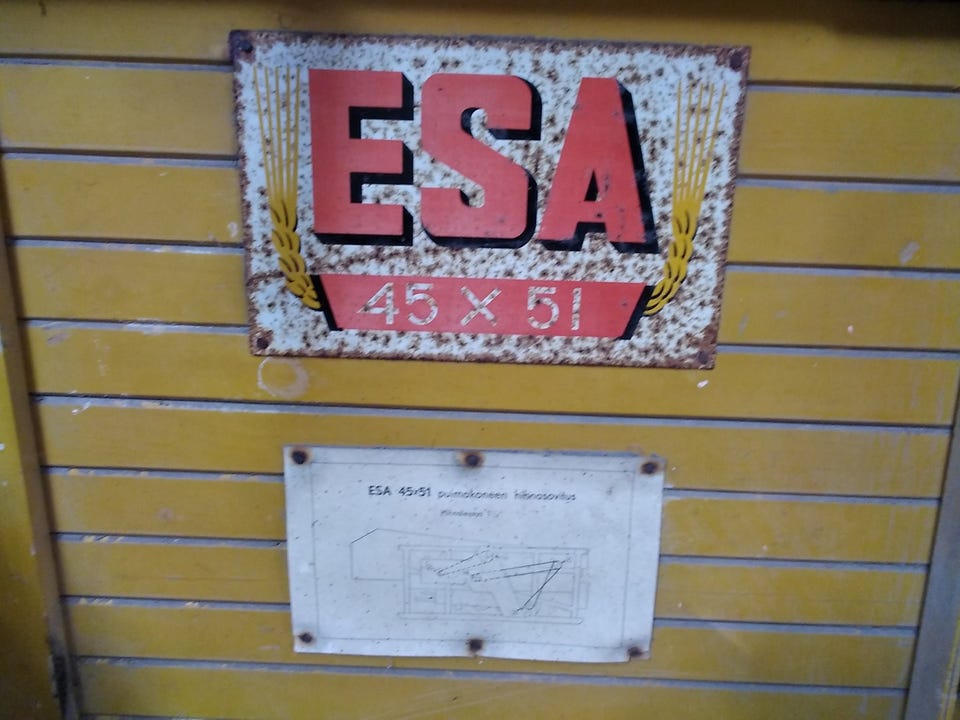 ESA
45 x 51
ESA 45x51 puimakoneen hihnasovitus